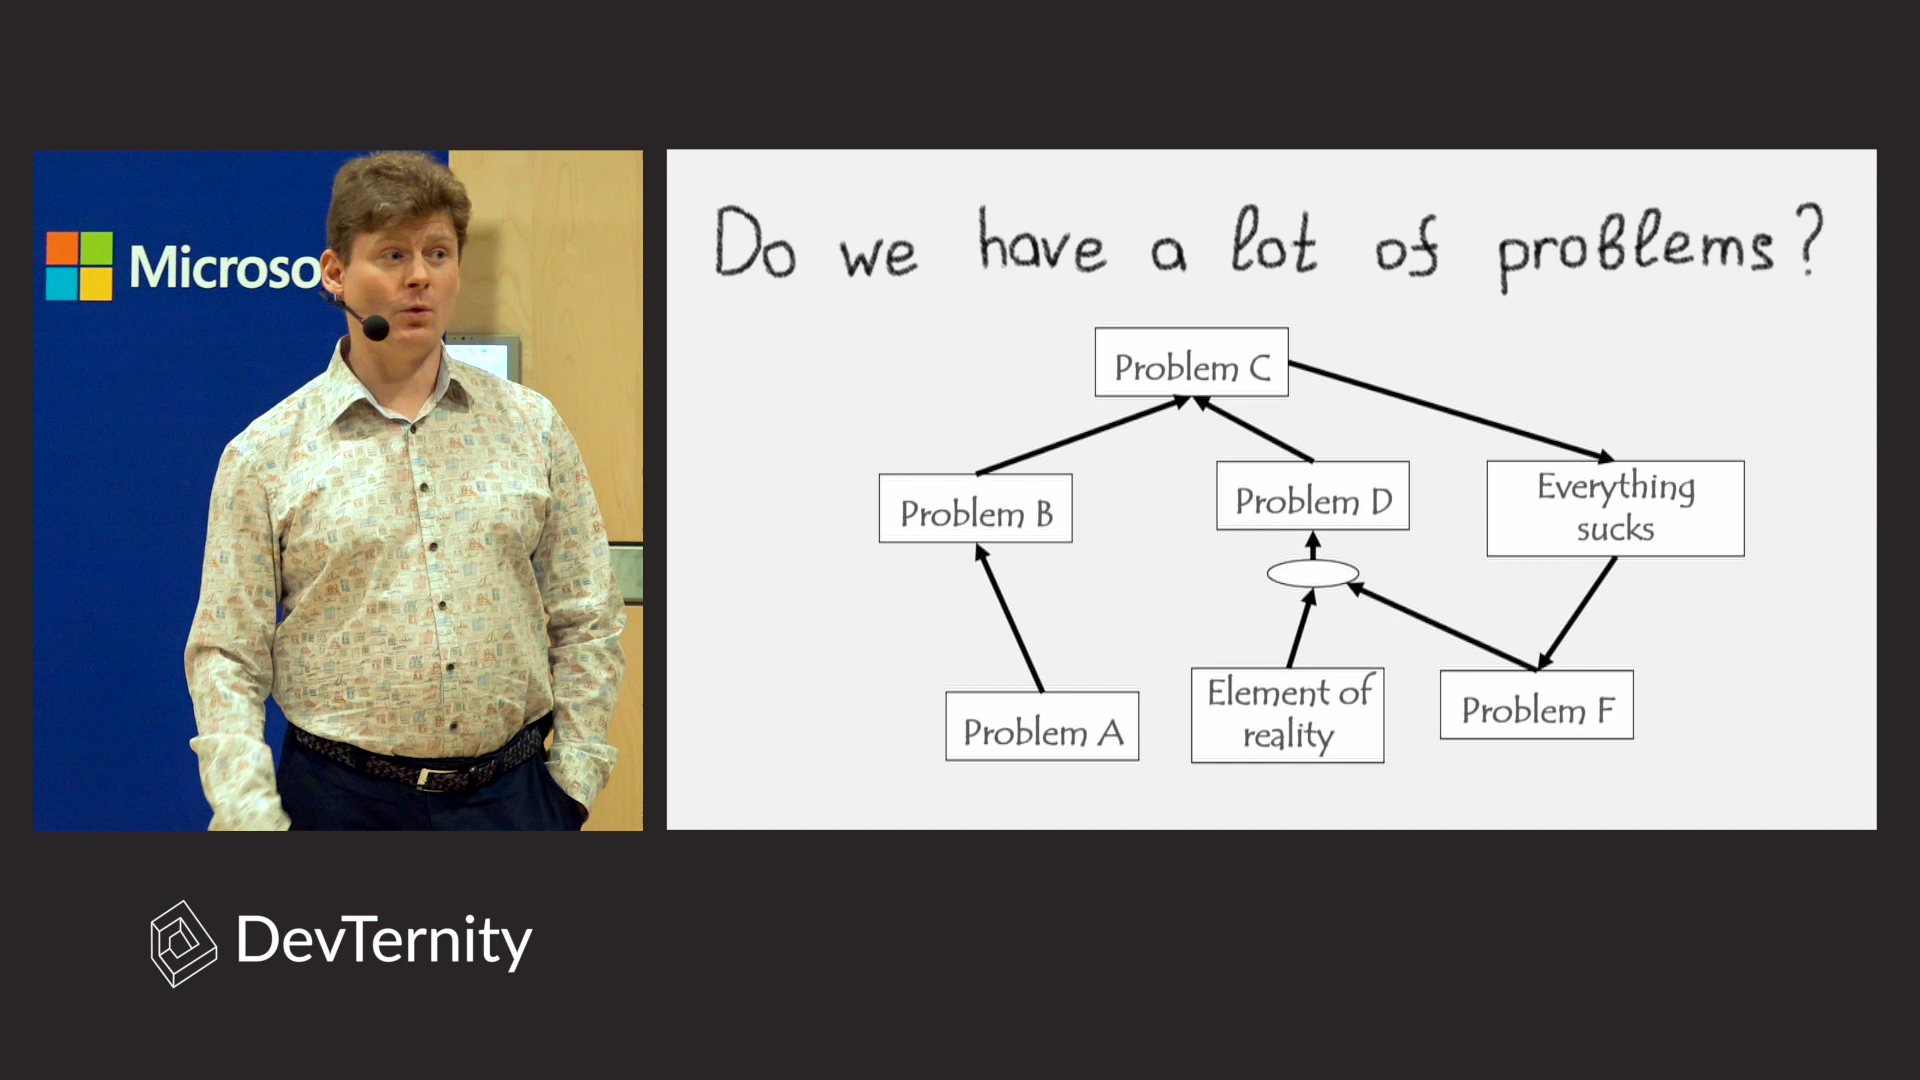 Microso
Do we have a lot of problems?
Problem C
Problem B
Problem D
Everything
sucks
Problem A
Element of
reality
Problem F
DevTernity